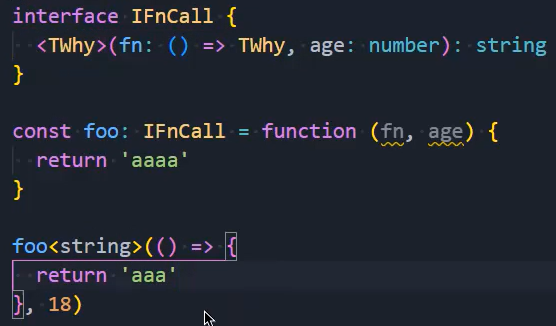 interface IFnCall {
  <TWhy>(fn: () => TWhy, age: number): string
}
const foo: IFnCall = function (fn, age) {
  return 'aaaa'
}
foo<string>(() => {
  return 'aaa'
}, 18)